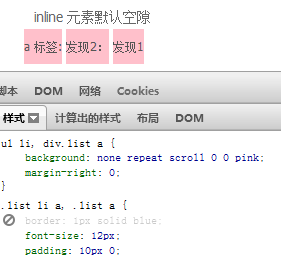 inline 元素默认空隙
a 标签: 发现2: 发现1
脚本 DOM 网络 Cookies
样式 计算出的样式 布局 DOM
ul li, div.list a {
background: none repeat scroll 0 0 pink;
margin-right: 0;
}
.list li a, .list a {
border: 1px solid blue;
font-size: 12px;
padding: 10px 0;